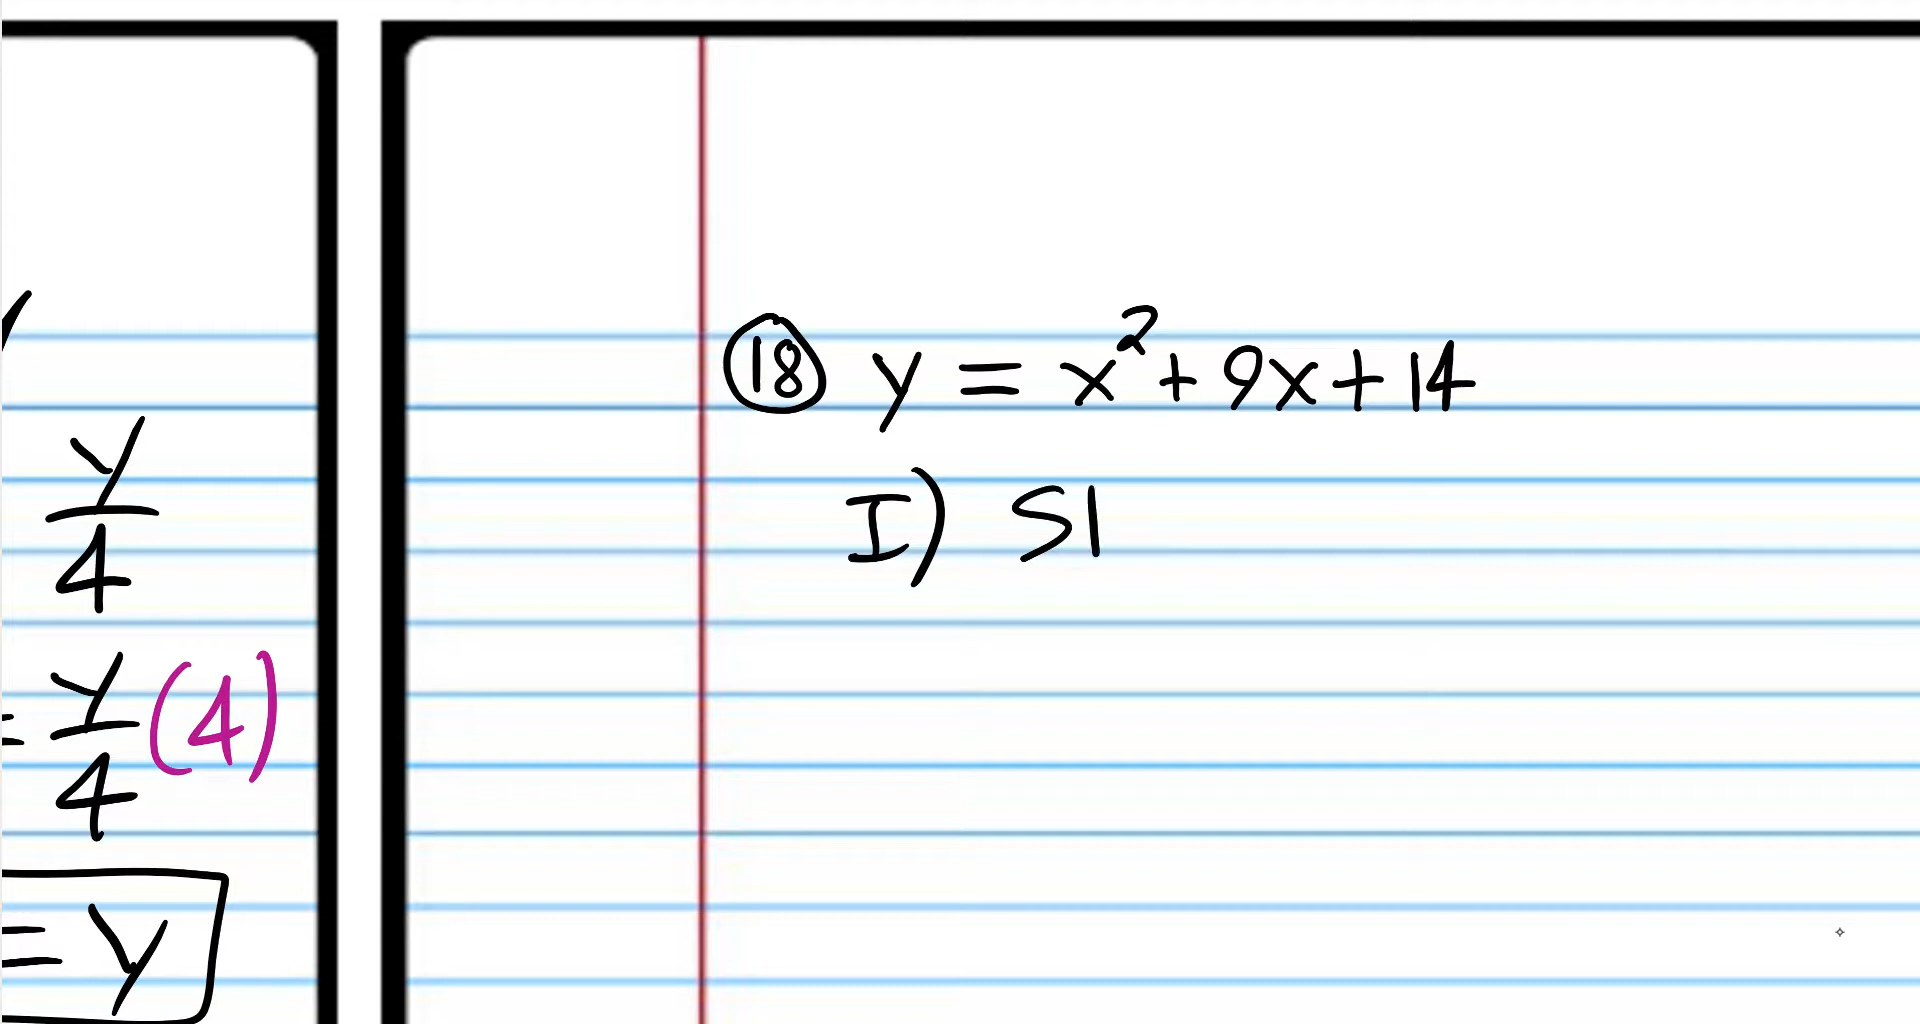 y/4
= y/4 (4)
= y
⑱ y = x² + 9x + 14
I) SI